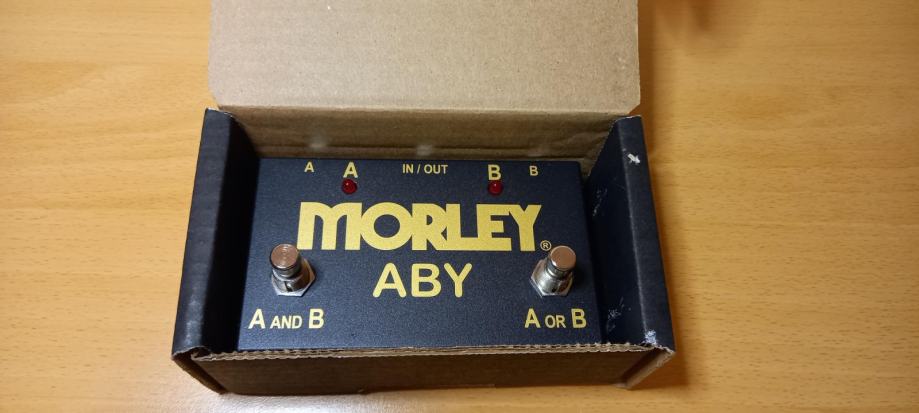 A A IN / OUT B B
MORLEY®
ABY
A AND B A OR B